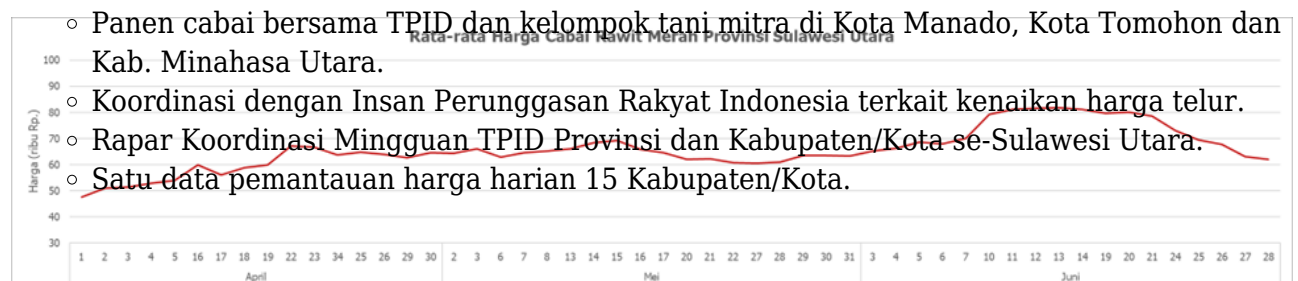 ◦ Panen cabai bersama TPID dan kelompok tani mitra di Kota Manado, Kota Tomohon dan
Kab. Minahasa Utara.
◦ Koordinasi dengan Insan Perunggasan Rakyat Indonesia terkait kenaikan harga telur.
◦ Rapar Koordinasi Mingguan TPID Provinsi dan Kabupaten/Kota se-Sulawesi Utara.
◦ Satu data pemantauan harga harian 15 Kabupaten/Kota.
Rata-rata Harga Cabai Rawit Merah Provinsi Sulawesi Utara
Harga (ribu Rp.)
100
90
80
70
60
50
40
30
1 2 3 4 5 16 17 18 19 22 23 34 25 26 29 30 2 3 6 7 8 13 14 15 16 17 20 21 22 27 28 29 30 31 3 4 5 6 7 10 11 12 13 14 19 20 21 24 25 26 27 28
April Mei Juni